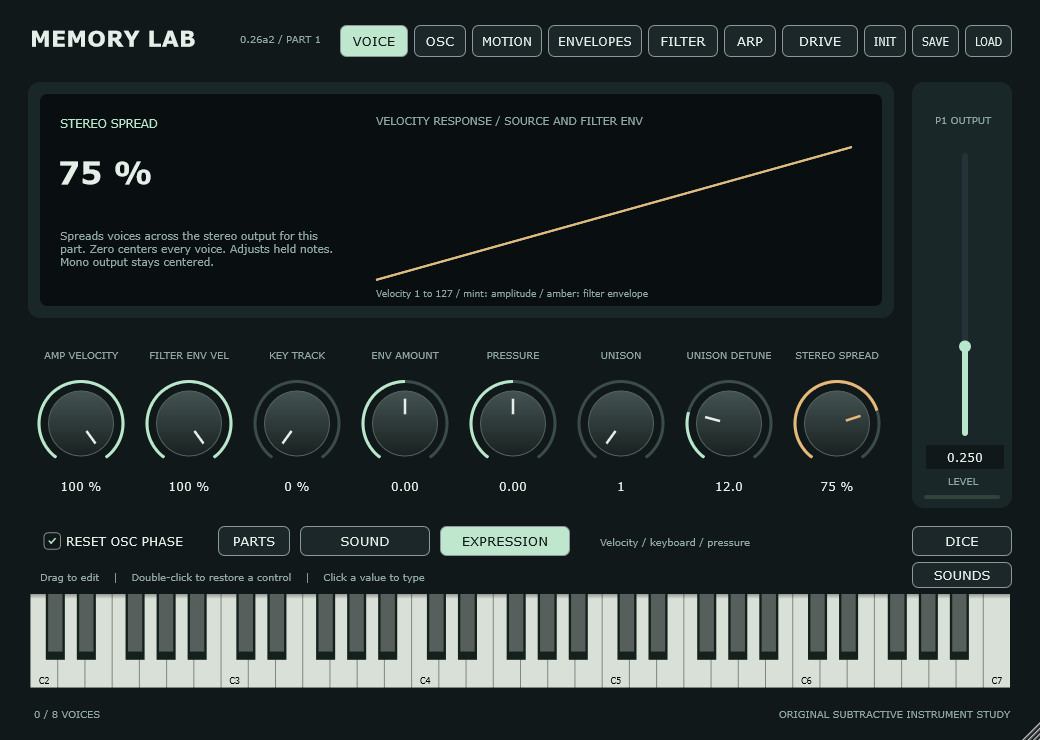 MEMORY LAB
0.26a2 / PART 1
VOICE
OSC
MOTION
ENVELOPES
FILTER
ARP
DRIVE
INIT
SAVE
LOAD
STEREO SPREAD
75 %
Spreads voices across the stereo output for this
part. Zero centers every voice. Adjusts held notes.
Mono output stays centered.
VELOCITY RESPONSE / SOURCE AND FILTER ENV
Velocity 1 to 127 / mint: amplitude / amber: filter envelope
P1 OUTPUT
0.250
LEVEL
AMP VELOCITY
FILTER ENV VEL
KEY TRACK
ENV AMOUNT
PRESSURE
UNISON
UNISON DETUNE
STEREO SPREAD
100 %
100 %
0 %
0.00
0.00
1
12.0
75 %
RESET OSC PHASE
PARTS
SOUND
EXPRESSION
Velocity / keyboard / pressure
DICE
SOUNDS
Drag to edit | Double-click to restore a control | Click a value to type
C2
C3
C4
C5
C6
C7
0 / 8 VOICES
ORIGINAL SUBTRACTIVE INSTRUMENT STUDY